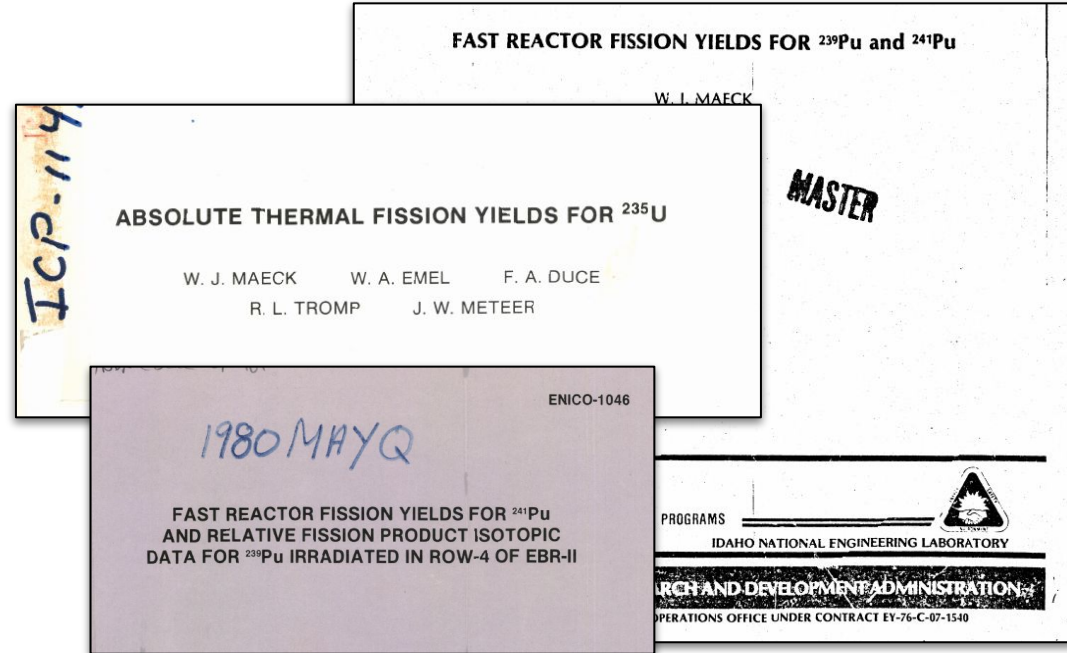 FAST REACTOR FISSION YIELDS FOR ²³⁹Pu and ²⁴¹Pu
W. J. MAECK
MASTER
ICP-114
ABSOLUTE THERMAL FISSION YIELDS FOR ²³⁵U
W. J. MAECK W. A. EMEL F. A. DUCE
R. L. TROMP J. W. METEER
ENICO-1046
1980 MAYQ
FAST REACTOR FISSION YIELDS FOR ²⁴¹Pu
AND RELATIVE FISSION PRODUCT ISOTOPIC
DATA FOR ²³⁹Pu IRRADIATED IN ROW-4 OF EBR-II
PROGRAMS
IDAHO NATIONAL ENGINEERING LABORATORY
RCH AND DEVELOPMENT ADMINISTRATION
OPERATIONS OFFICE UNDER CONTRACT EY-76-C-07-1540